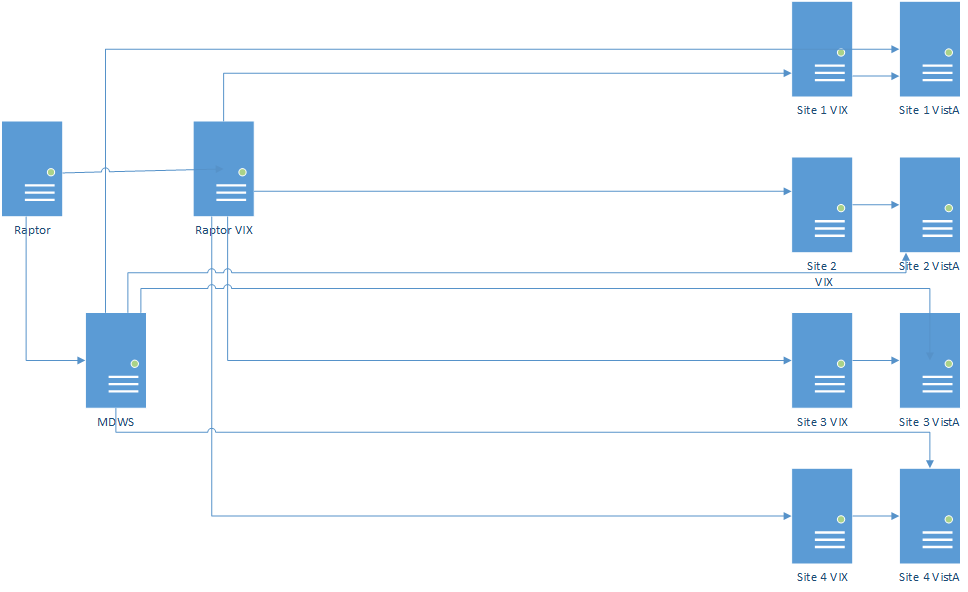 Site 1 VIX
Site 1 VistA
Raptor
Raptor VIX
Site 2
VIX
Site 2 VistA
MDWS
Site 3 VIX
Site 3 VistA
Site 4 VIX
Site 4 VistA